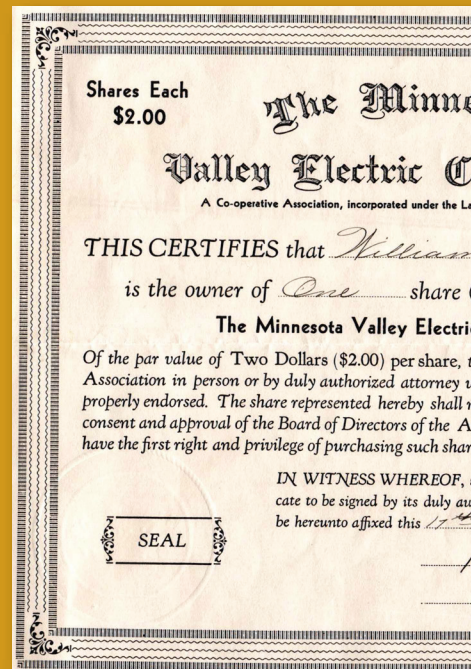 Shares Each
$2.00
The Minne
Valley Electric C
A Co-operative Association, incorporated under the La
THIS CERTIFIES that William
is the owner of One share
The Minnesota Valley Electric
Of the par value of Two Dollars ($2.00) per share, t
Association in person or by duly authorized attorney u
properly endorsed. The share represented hereby shall
consent and approval of the Board of Directors of the A
have the first right and privilege of purchasing such shar
IN WITNESS WHEREOF,
cate to be signed by its duly au
be hereunto affixed this 17th
SEAL